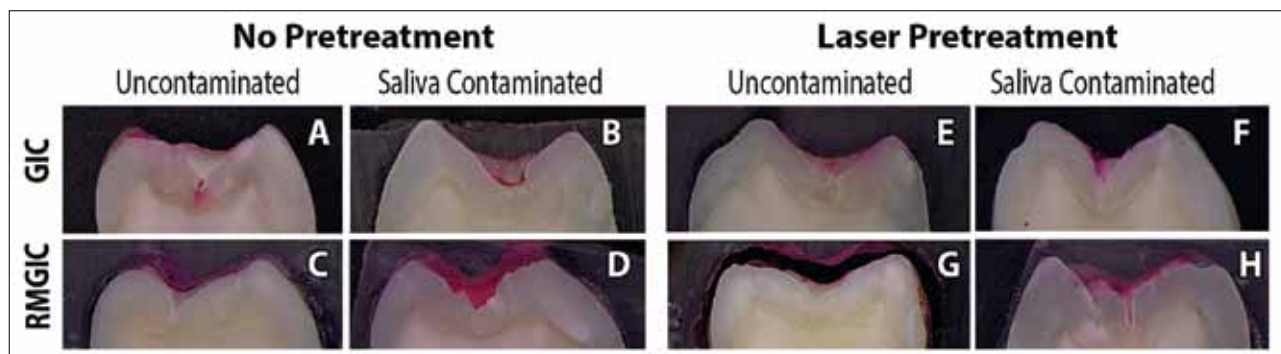 No Pretreatment
Laser Pretreatment
Uncontaminated
Saliva Contaminated
Uncontaminated
Saliva Contaminated
GIC
A
B
E
F
RMGIC
C
D
G
H